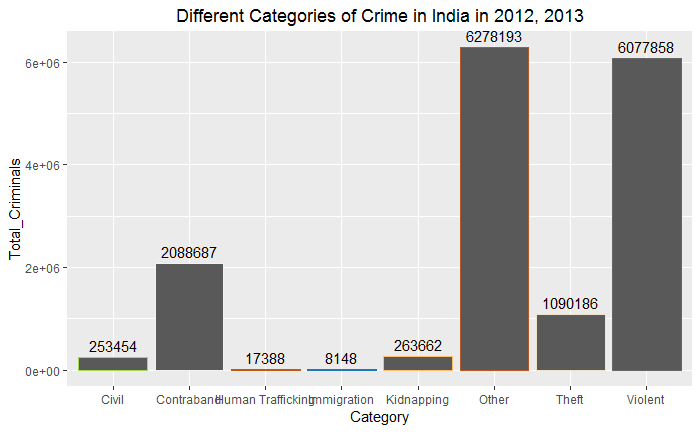 Different Categories of Crime in India in 2012, 2013
Total_Criminals
6e+06
4e+06
2e+06
0e+00
253454
2088687
17388
8148
263662
6278193
1090186
6077858
Civil
Contraband
Human Trafficking
Immigration
Kidnapping
Other
Theft
Violent
Category